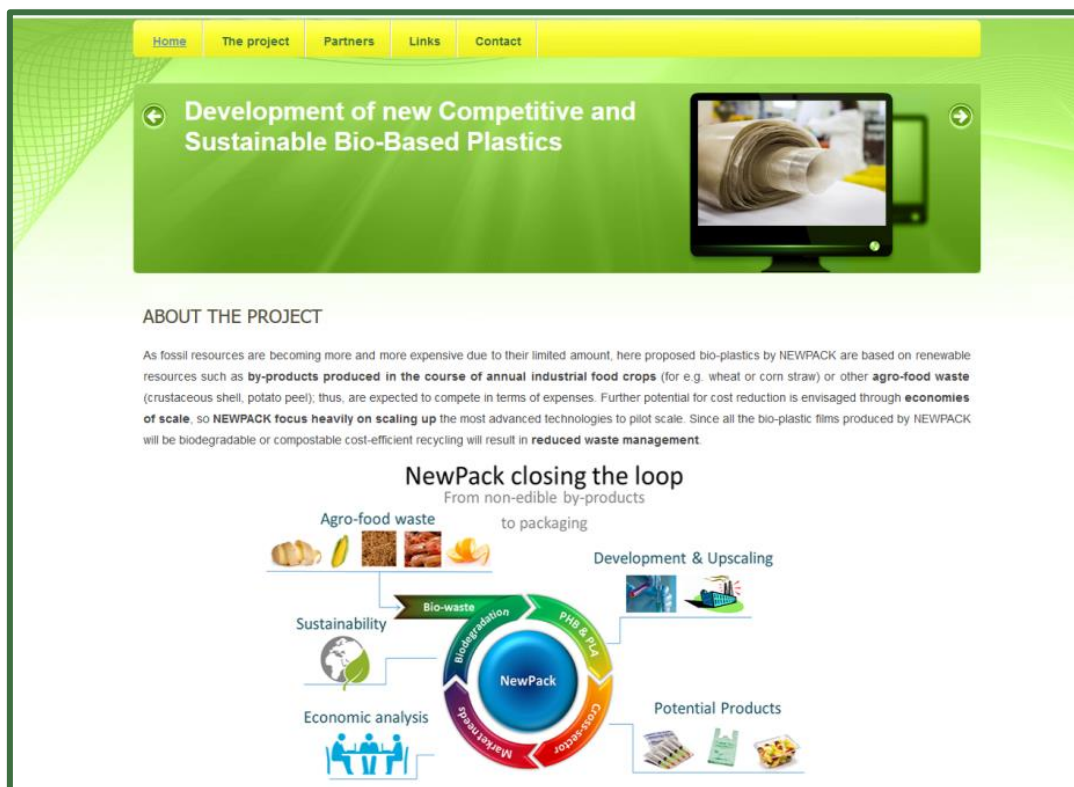 Home The project Partners Links Contact
Development of new Competitive and
Sustainable Bio-Based Plastics
ABOUT THE PROJECT
As fossil resources are becoming more and more expensive due to their limited amount, here proposed bio-plastics by NEWPACK are based on renewable
resources such as by-products produced in the course of annual industrial food crops (for e.g. wheat or corn straw) or other agro-food waste
(crustaceous shell, potato peel); thus, are expected to compete in terms of expenses. Further potential for cost reduction is envisaged through economies
of scale, so NEWPACK focus heavily on scaling up the most advanced technologies to pilot scale. Since all the bio-plastic films produced by NEWPACK
will be biodegradable or compostable cost-efficient recycling will result in reduced waste management.
NewPack closing the loop
From non-edible by-products
to packaging
Agro-food waste
Development & Upscaling
Bio-waste
Sustainability
Biodegradation
PHB & PLA
NewPack
Economic analysis
Market needs
Cross-sector
Potential Products